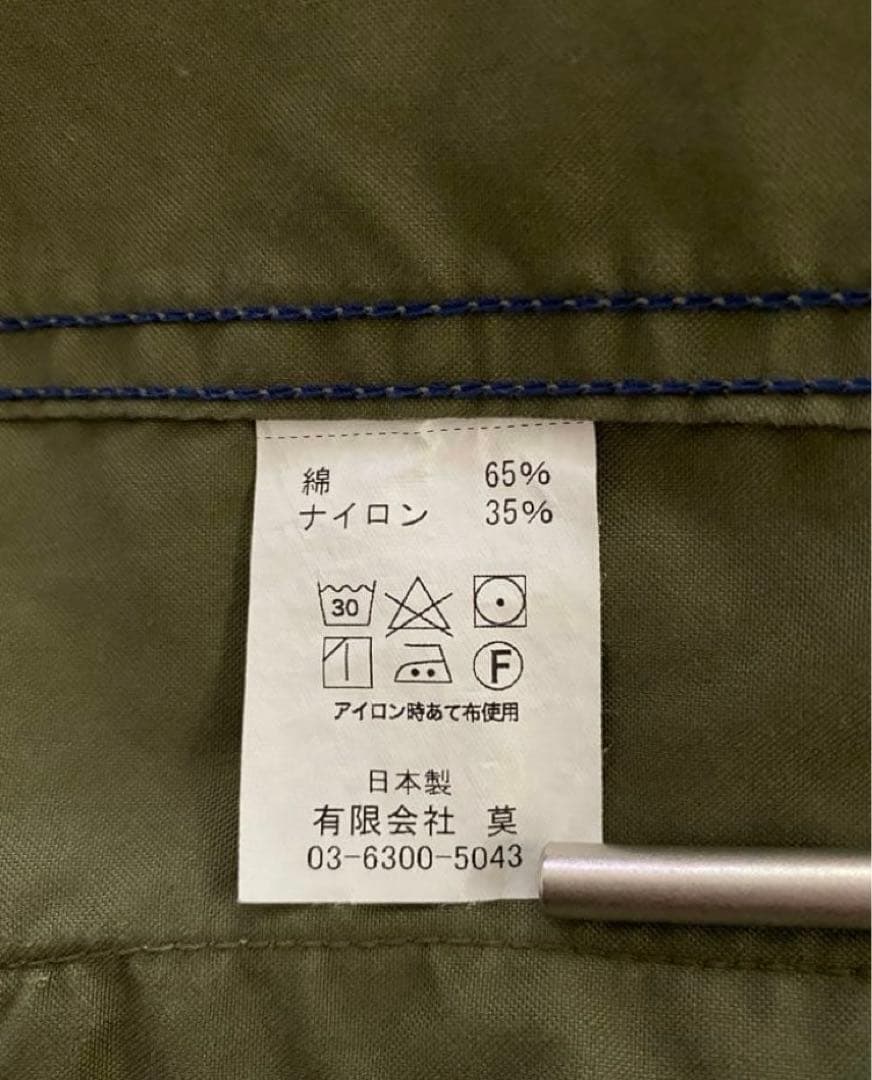 綿 65%
ナイロン 35%
30
F
アイロン時あて布使用
日本製
有限会社 莫
03-6300-5043